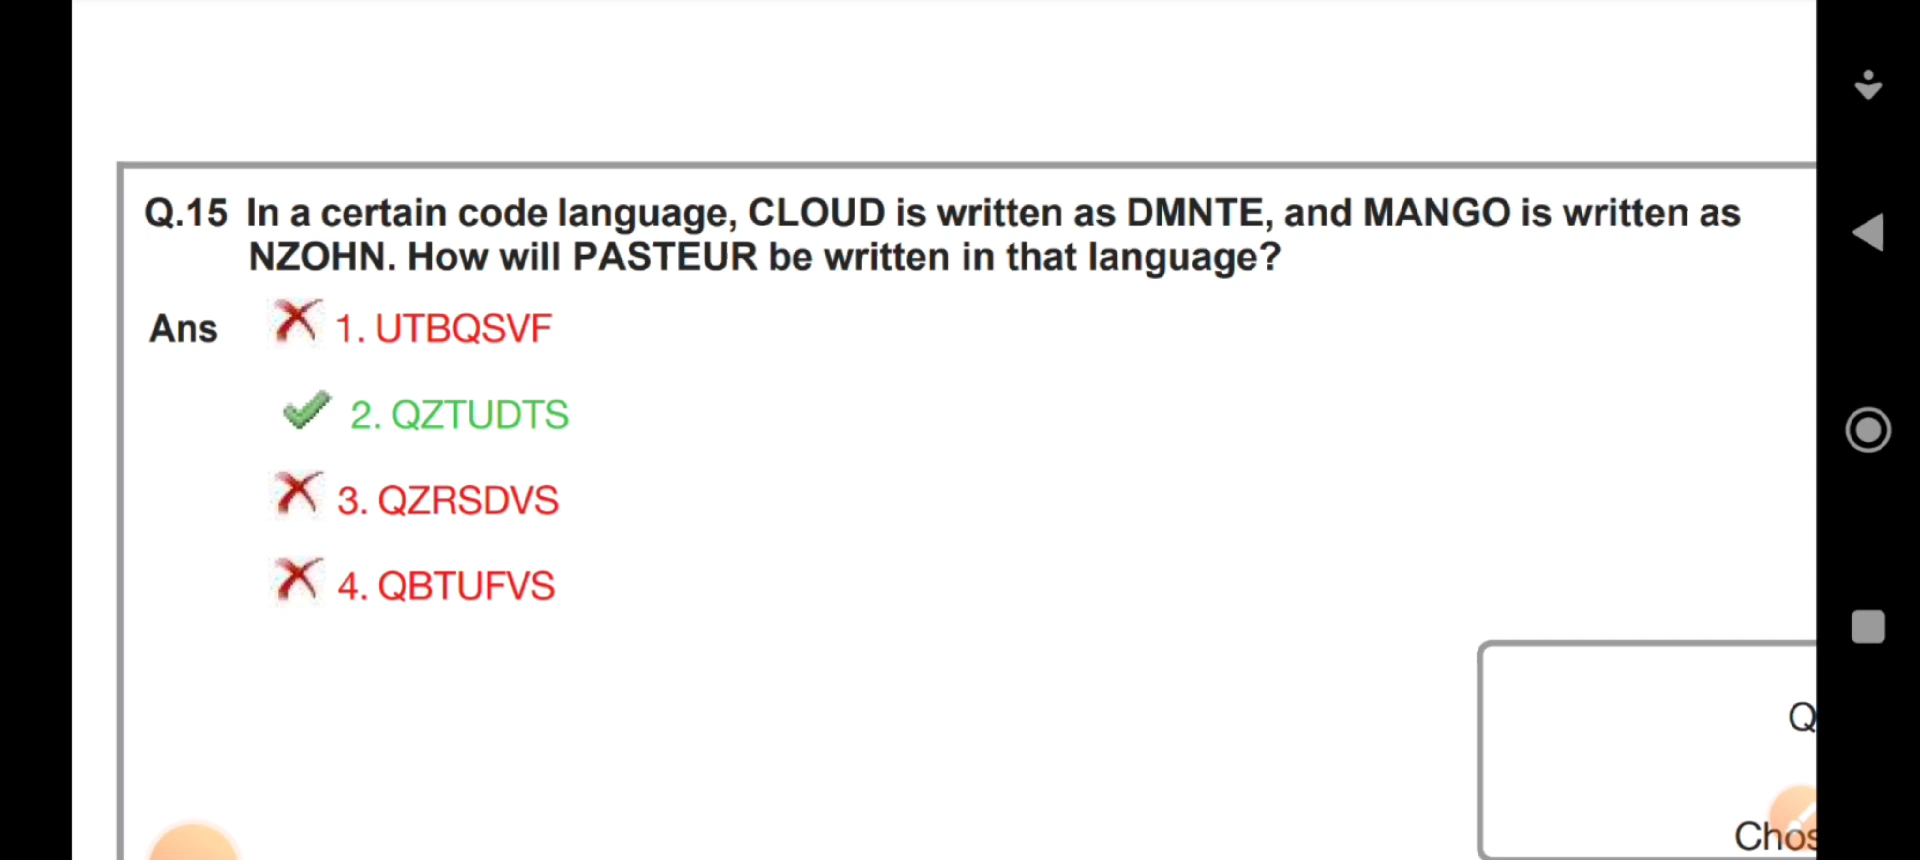 Q.15 In a certain code language, CLOUD is written as DMNTE, and MANGO is written as
NZOHN. How will PASTEUR be written in that language?
Ans 1. UTBQSVF
2. QZTUDTS
3. QZRSDVS
4. QBTUFVS
Q
Chos